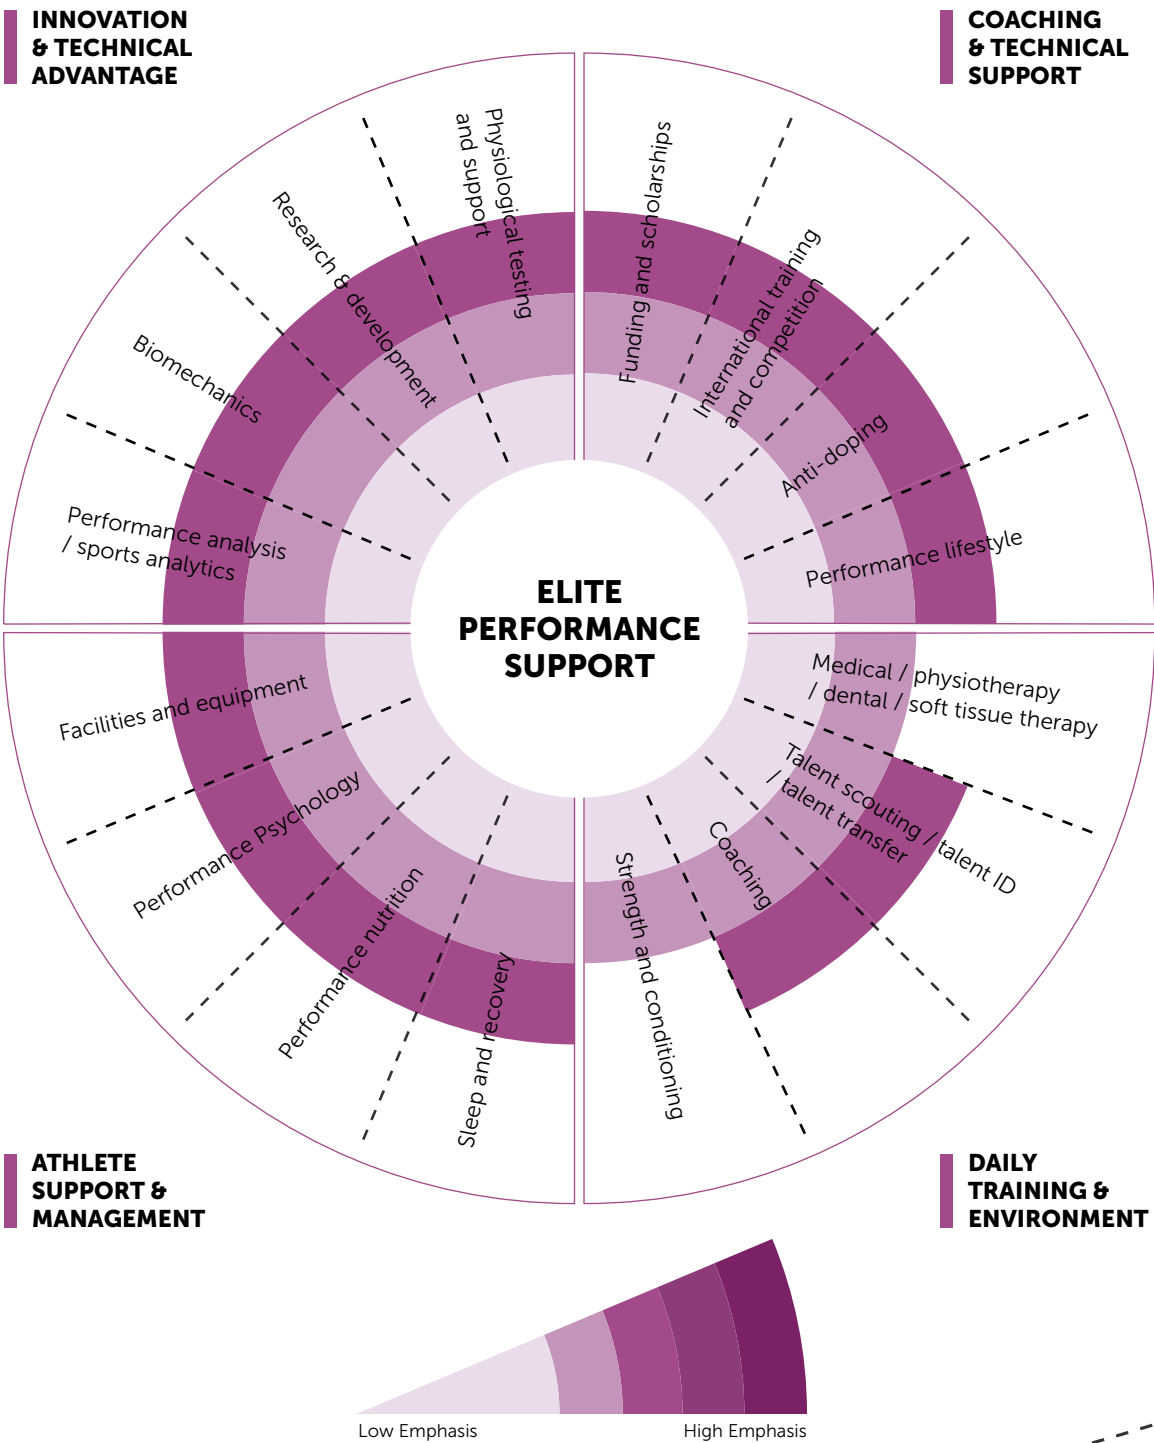 INNOVATION
& TECHNICAL
ADVANTAGE
COACHING
& TECHNICAL
SUPPORT
Physiological testing
and support
Research & development
Biomechanics
Performance analysis
/ sports analytics
Funding and scholarships
International training
and competition
Anti-doping
Performance lifestyle
ELITE
PERFORMANCE
SUPPORT
Facilities and equipment
Performance Psychology
Performance nutrition
Sleep and recovery
Medical / physiotherapy
/ dental / soft tissue therapy
Talent scouting / talent ID
/ talent transfer
Coaching
Strength and conditioning
ATHLETE
SUPPORT &
MANAGEMENT
DAILY
TRAINING &
ENVIRONMENT
Low Emphasis
High Emphasis